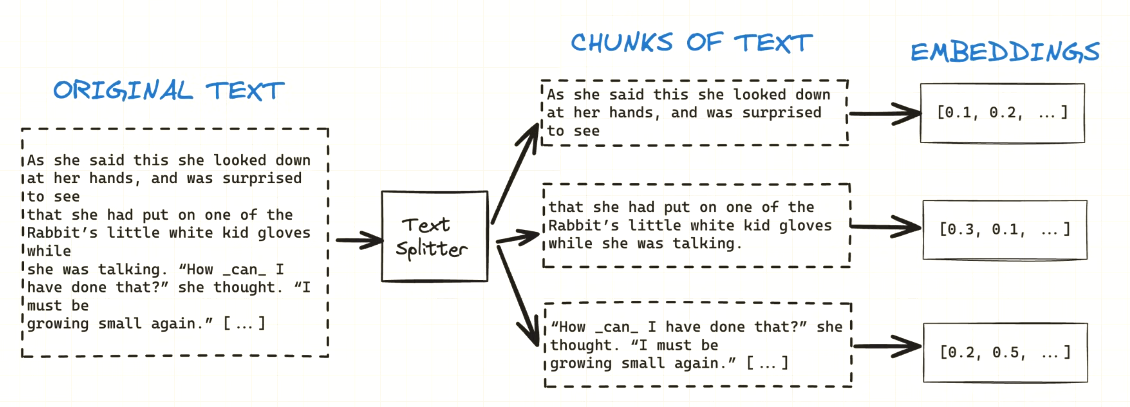 ORIGINAL TEXT
As she said this she looked down
at her hands, and was surprised
to see
that she had put on one of the
Rabbit’s little white kid gloves
while
she was talking. “How _can_ I
have done that?” she thought. “I
must be
growing small again.” [...]
Text
Splitter
CHUNKS OF TEXT
As she said this she looked down
at her hands, and was surprised
to see
that she had put on one of the
Rabbit’s little white kid gloves
while she was talking.
“How _can_ I have done that?” she
thought. “I must be
growing small again.” [...]
EMBEDDINGS
[0.1, 0.2, ...]
[0.3, 0.1, ...]
[0.2, 0.5, ...]